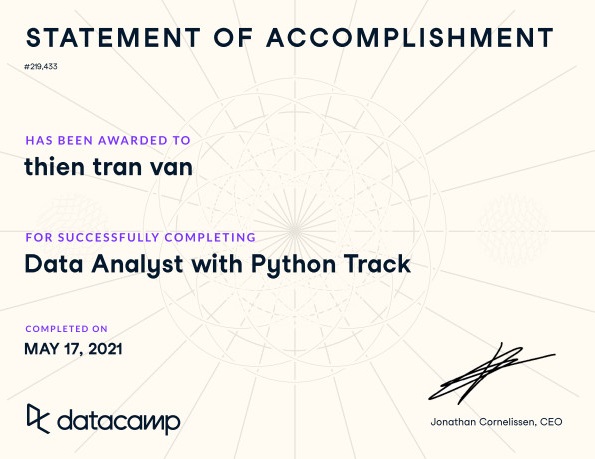 STATEMENT OF ACCOMPLISHMENT
#219,433
HAS BEEN AWARDED TO
thien tran van
FOR SUCCESSFULLY COMPLETING
Data Analyst with Python Track
COMPLETED ON
MAY 17, 2021
datacamp
Jonathan Cornelissen, CEO